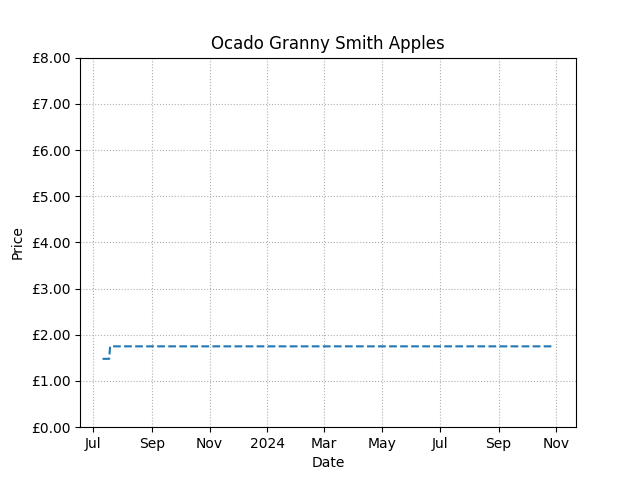 Ocado Granny Smith Apples
£8.00
£7.00
£6.00
£5.00
£4.00
£3.00
£2.00
£1.00
£0.00
Price
Jul Sep Nov 2024 Mar May Jul Sep Nov
Date